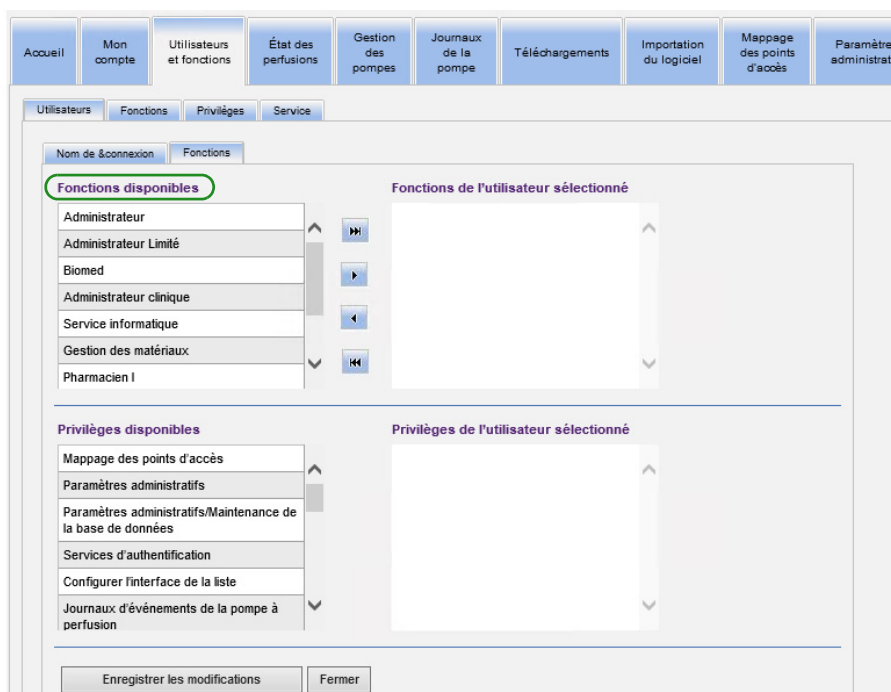 Accueil
Mon compte
Utilisateurs et fonctions
État des perfusions
Gestion des pompes
Journaux de la pompe
Téléchargements
Importation du logiciel
Mappage des points d'accès
Paramètre administrat
Utilisateurs Fonctions Privilèges Service
Nom de &connexion Fonctions
Fonctions disponibles
Administrateur
Administrateur Limité
Biomed
Administrateur clinique
Service informatique
Gestion des matériaux
Pharmacien I
Fonctions de l'utilisateur sélectionné
Privilèges disponibles
Mappage des points d'accès
Paramètres administratifs
Paramètres administratifs/Maintenance de
la base de données
Services d'authentification
Configurer l'interface de la liste
Journaux d'événements de la pompe à
perfusion
Privilèges de l'utilisateur sélectionné
Enregistrer les modifications Fermer